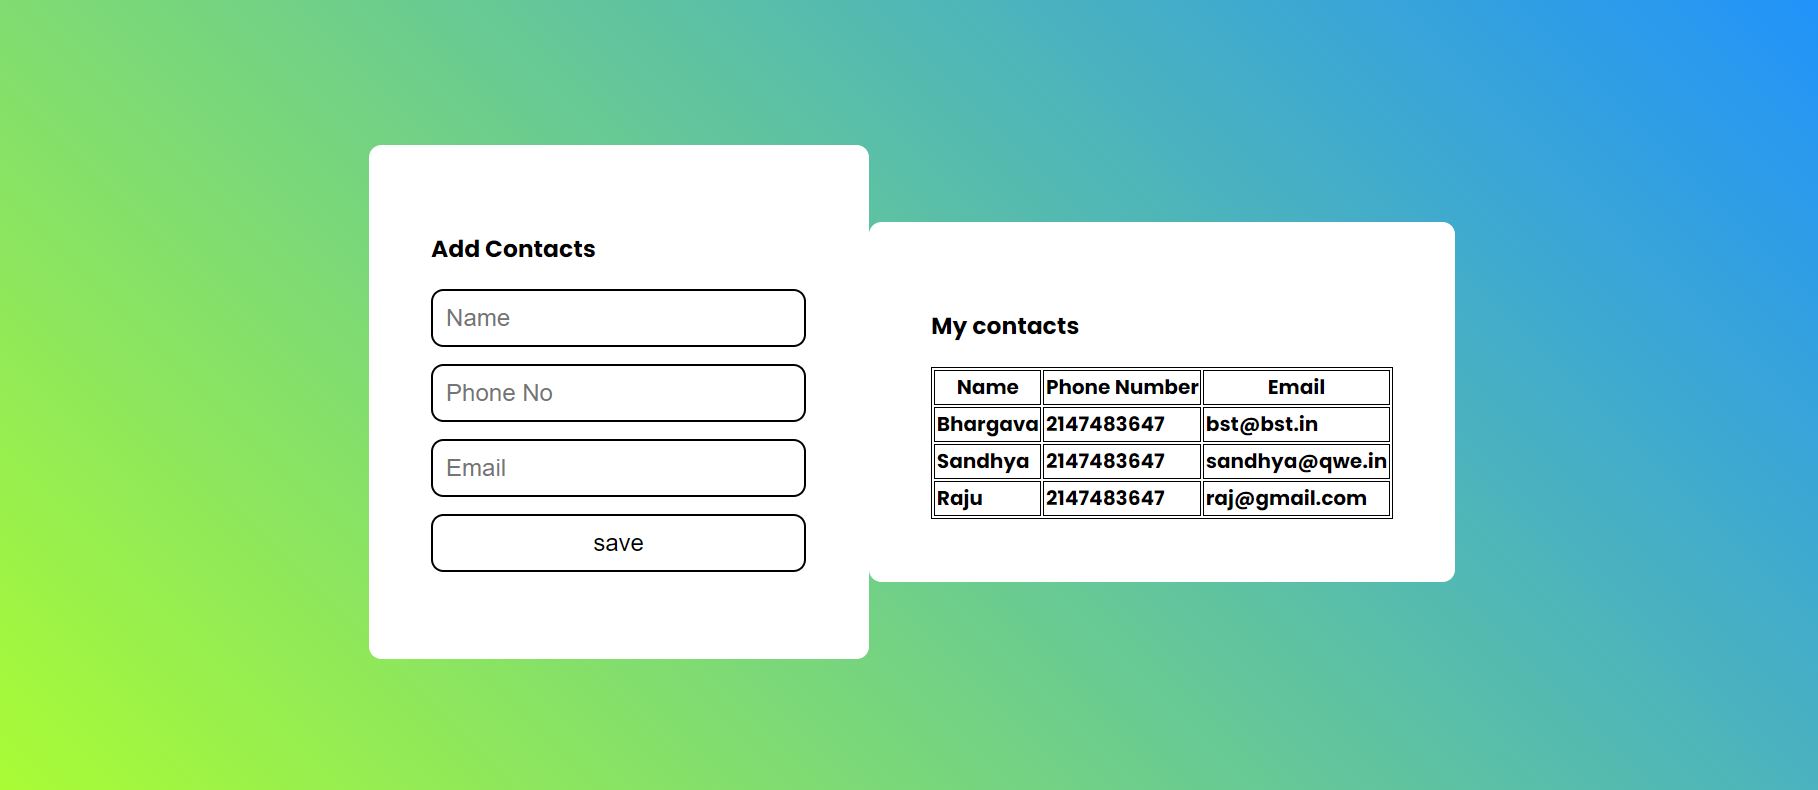 Add Contacts
Name
Phone No
Email
save
My contacts
Name Phone Number Email
Bhargava 2147483647 bst@bst.in
Sandhya 2147483647 sandhya@qwe.in
Raju 2147483647 raj@gmail.com